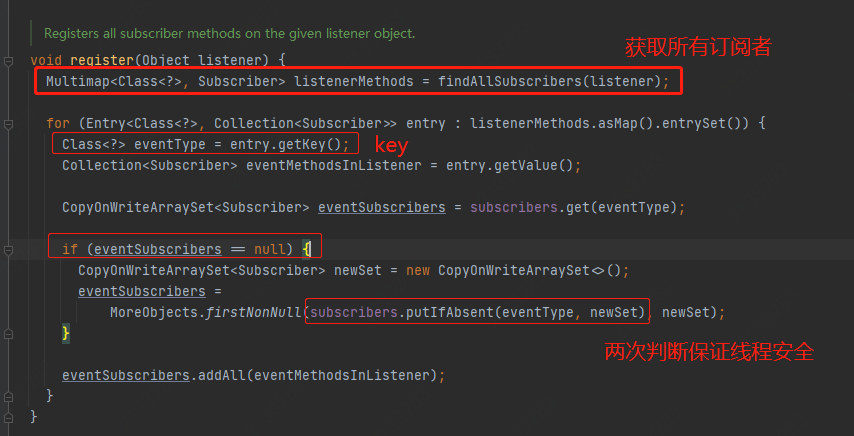 Registers all subscriber methods on the given listener object.
获取所有订阅者
void register(Object listener) {
Multimap<Class<?>, Subscriber> listenerMethods = findAllSubscribers(listener);
for (Entry<Class<?>, Collection<Subscriber>> entry : listenerMethods.asMap().entrySet()) {
Class<?> eventType = entry.getKey(); key
Collection<Subscriber> eventMethodsInListener = entry.getValue();
CopyOnWriteArraySet<Subscriber> eventSubscribers = subscribers.get(eventType);
if (eventSubscribers == null) {
CopyOnWriteArraySet<Subscriber> newSet = new CopyOnWriteArraySet<>();
eventSubscribers =
MoreObjects.firstNonNull(subscribers.putIfAbsent(eventType, newSet), newSet);
}
两次判断保证线程安全
eventSubscribers.addAll(eventMethodsInListener);
}
}